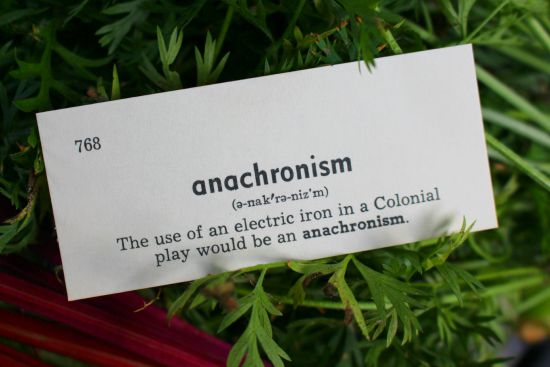 768
anachronism
(ə-nak′rə-niz'm)
The use of an electric iron in a Colonial
play would be an anachronism.